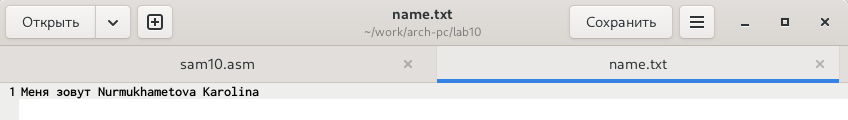 Открыть
name.txt
~/work/arch-pc/lab10
Сохранить
sam10.asm
name.txt
1 Меня зовут Nurmukhametova Karolina